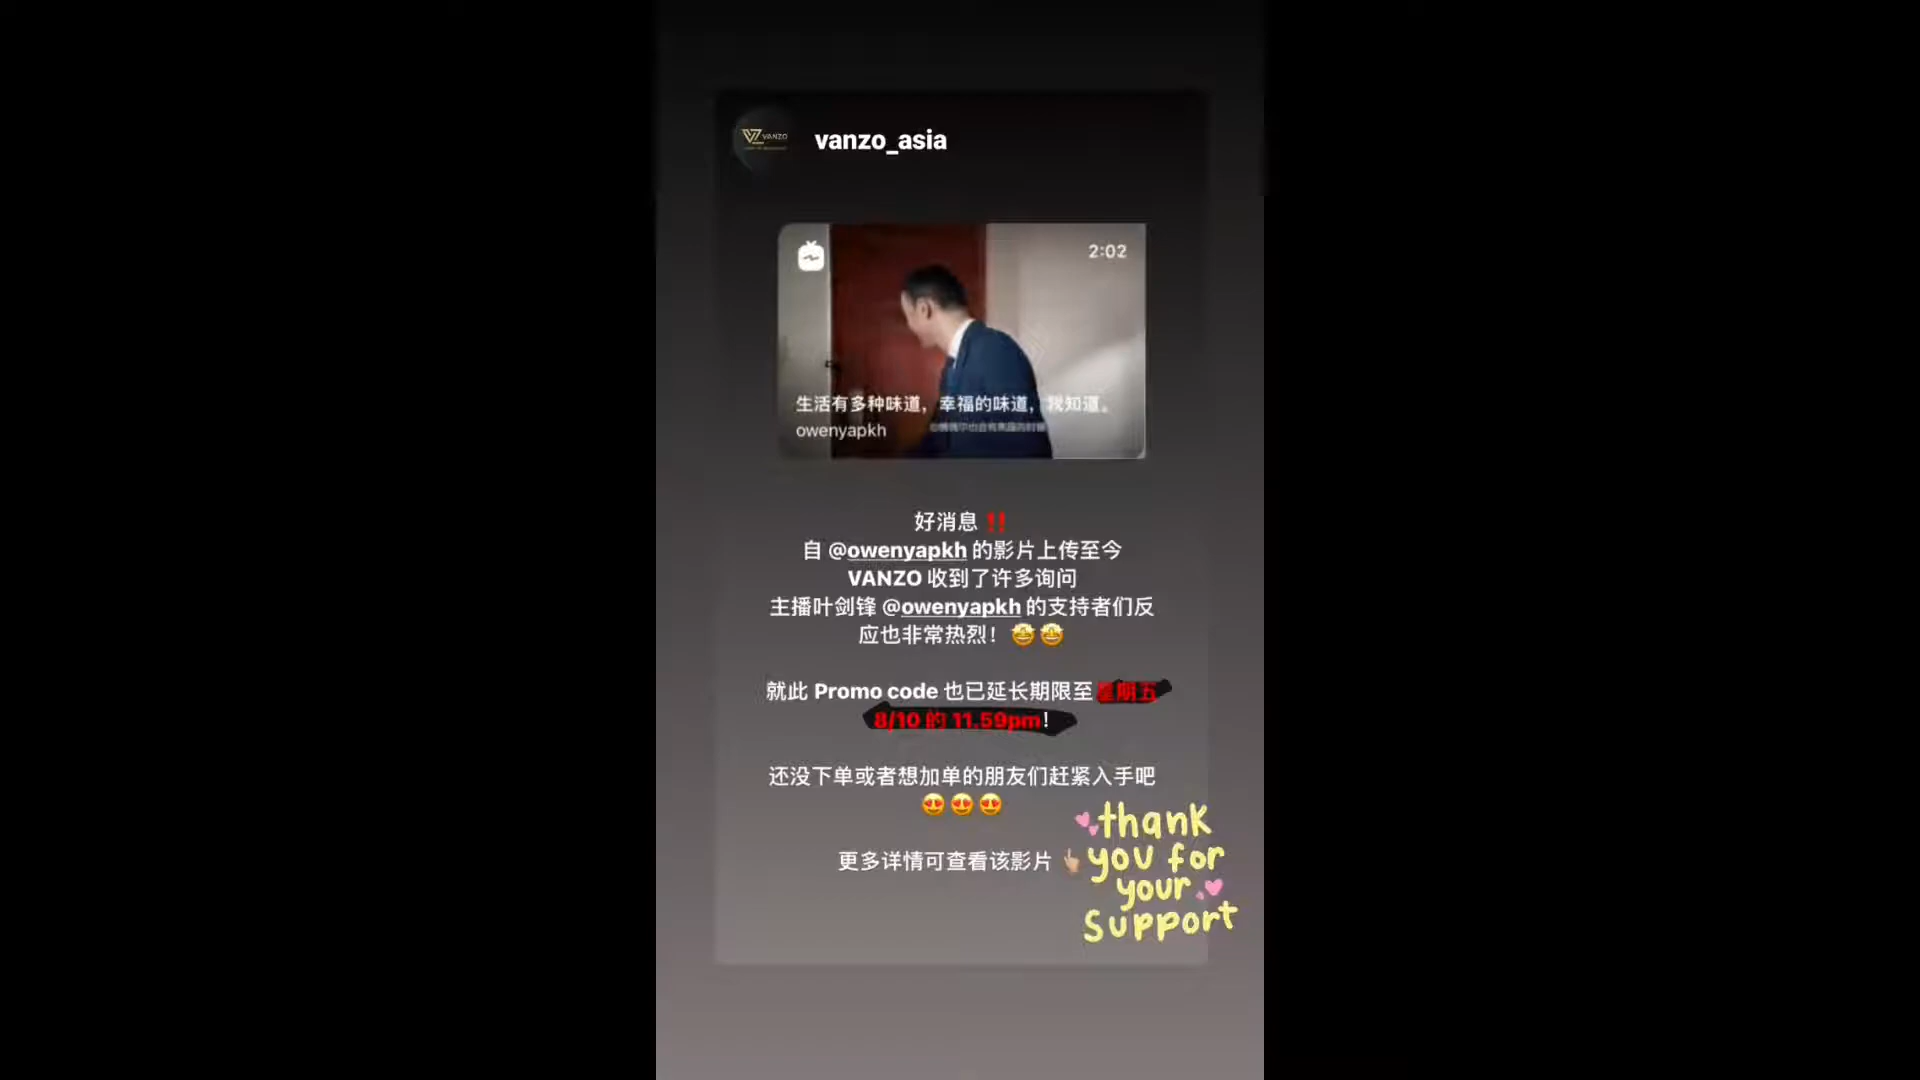 VANZO
vanzo_asia
2:02
生活有多种味道，幸福的味道，我知道。
owenyapkh
好消息 ‼️
自 @owenyapkh 的影片上传至今
VANZO 收到了许多询问
主播叶剑锋 @owenyapkh 的支持者们反
应也非常热烈！🤩🤩
就此 Promo code 也已延长期限至 星期五
8/10 的 11.59pm！
还没下单或者想加单的朋友们赶紧入手吧
😍😍😍
更多详情可查看该影片 👆🏼
thank
you for
your
support